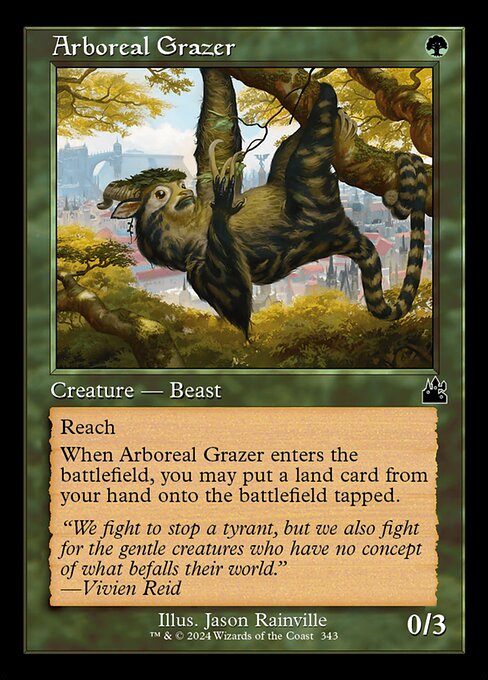 Arboreal Grazer
Creature — Beast
Reach
When Arboreal Grazer enters the
battlefield, you may put a land card from
your hand onto the battlefield tapped.
“We fight to stop a tyrant, but we also fight
for the gentle creatures who have no concept
of what befalls their world.”
—Vivien Reid
Illus. Jason Rainville
™ & © 2024 Wizards of the Coast 343
0/3